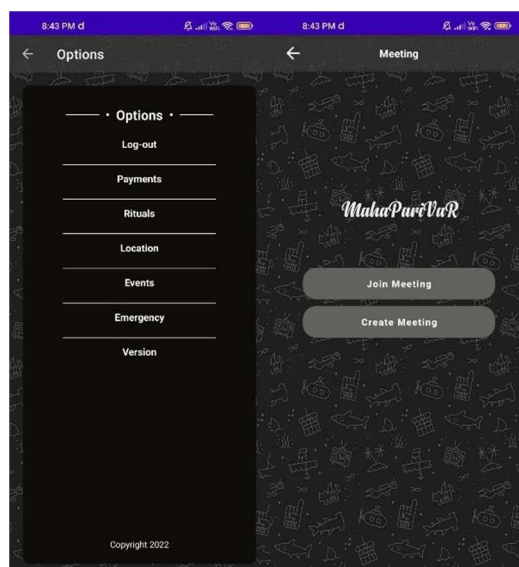 8:43 PM d
Options
· Options ·
Log-out
Payments
Rituals
Location
Events
Emergency
Version
Copyright 2022
8:43 PM d
Meeting
MahaPariVaR
Join Meeting
Create Meeting